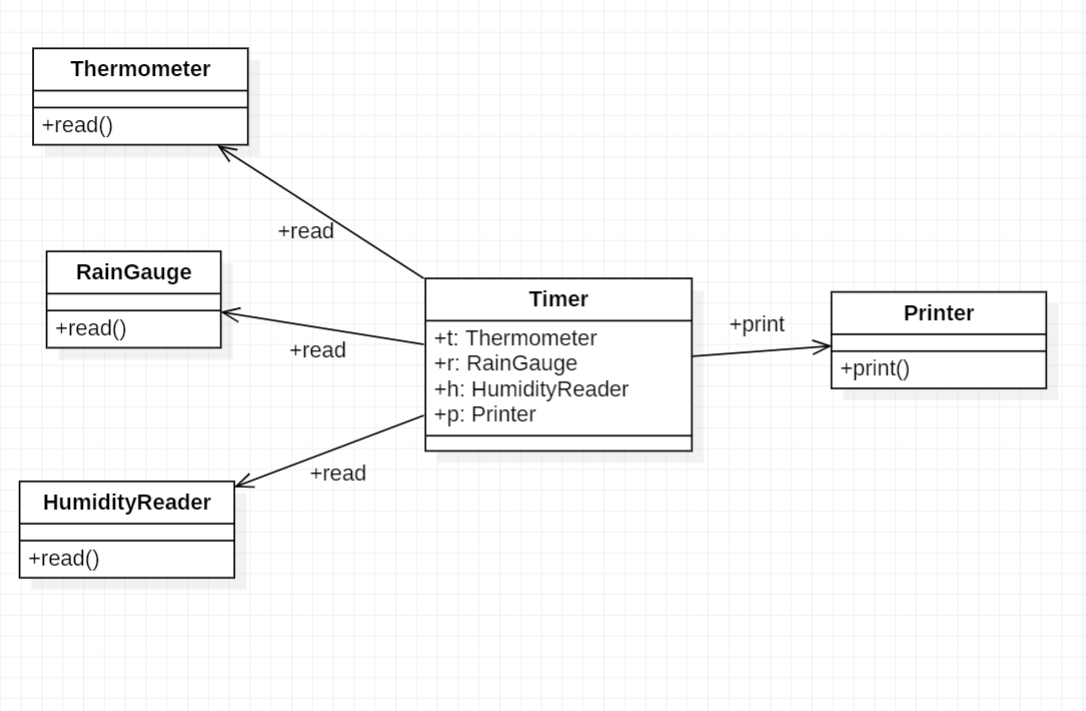 Thermometer
+read()
+read
RainGauge
+read()
+read
HumidityReader
+read()
+read
Timer
+t: Thermometer
+r: RainGauge
+h: HumidityReader
+p: Printer
+print
Printer
+print()